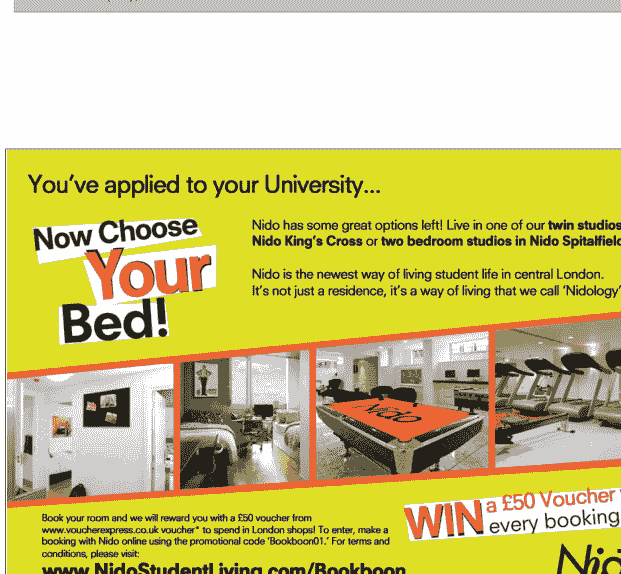 You've applied to your University...
Now Choose
Your
Bed!
Nido has some great options left! Live in one of our twin studios
Nido King's Cross or two bedroom studios in Nido Spitalfield
Nido is the newest way of living student life in central London.
It's not just a residence, it's a way of living that we call 'Nidology'
Nido
Book your room and we will reward you with a £50 voucher from
www.voucherexpress.co.uk voucher* to spend in London shops! To enter, make a
booking with Nido online using the promotional code 'Bookboon01.' For terms and
conditions, please visit:
www.NidoStudentLiving.com/Bookboon
WIN a £50 Voucher
every booking